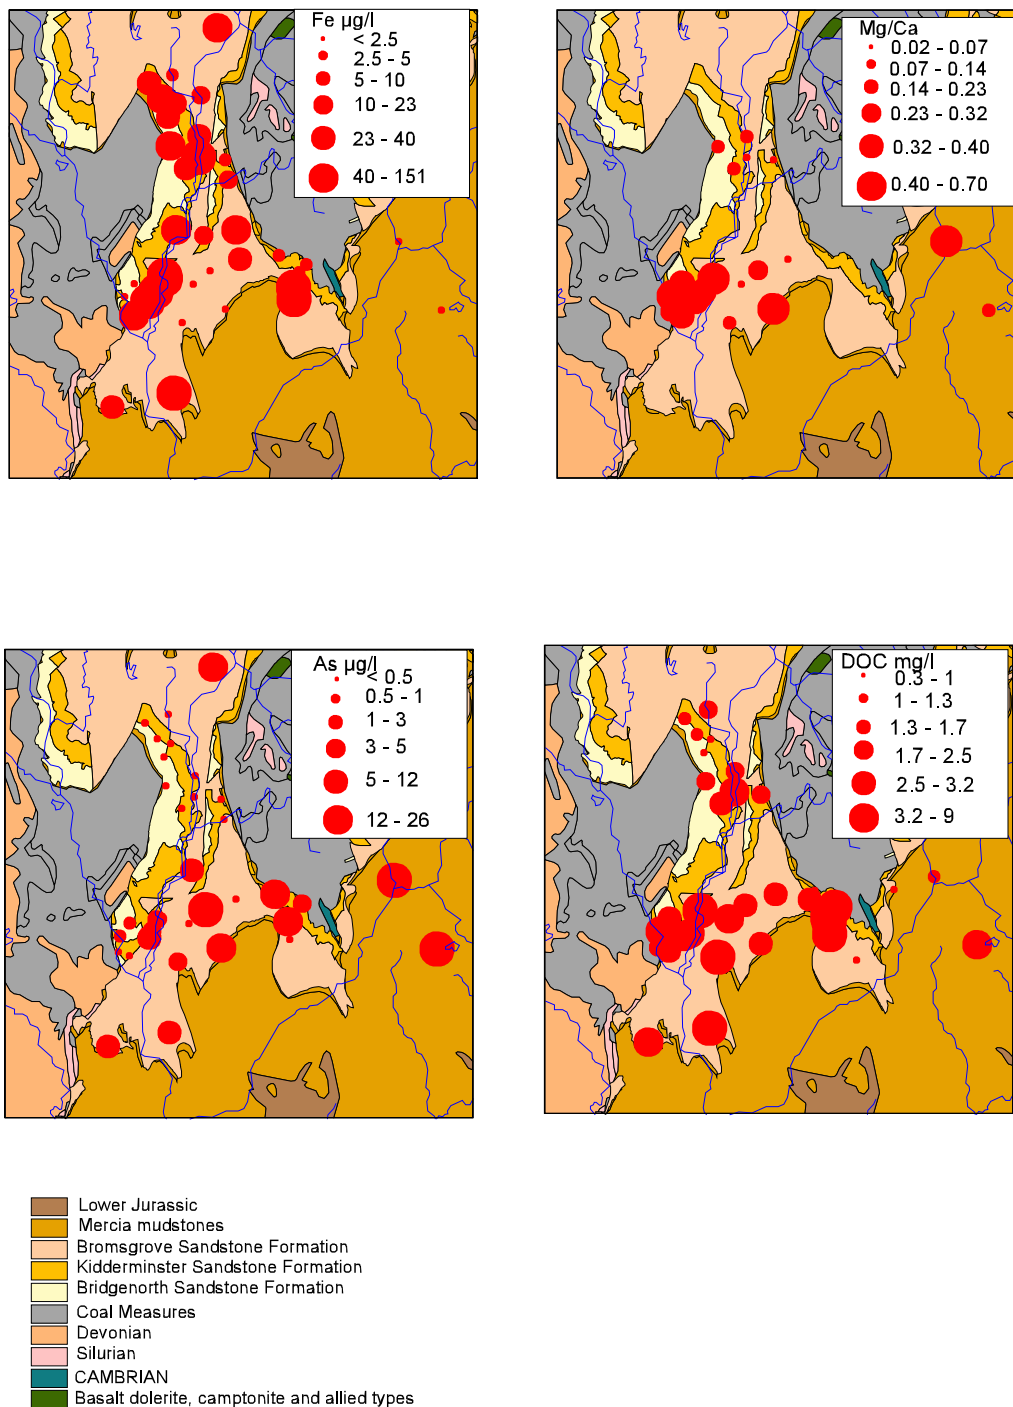 Fe µg/l
< 2.5
2.5 - 5
5 - 10
10 - 23
23 - 40
40 - 151
Mg/Ca
0.02 - 0.07
0.07 - 0.14
0.14 - 0.23
0.23 - 0.32
0.32 - 0.40
0.40 - 0.70
As µg/l
< 0.5
0.5 - 1
1 - 3
3 - 5
5 - 12
12 - 26
DOC mg/l
0.3 - 1
1 - 1.3
1.3 - 1.7
1.7 - 2.5
2.5 - 3.2
3.2 - 9
Lower Jurassic
Mercia mudstones
Bromsgrove Sandstone Formation
Kidderminster Sandstone Formation
Bridgenorth Sandstone Formation
Coal Measures
Devonian
Silurian
CAMBRIAN
Basalt dolerite, camptonite and allied types